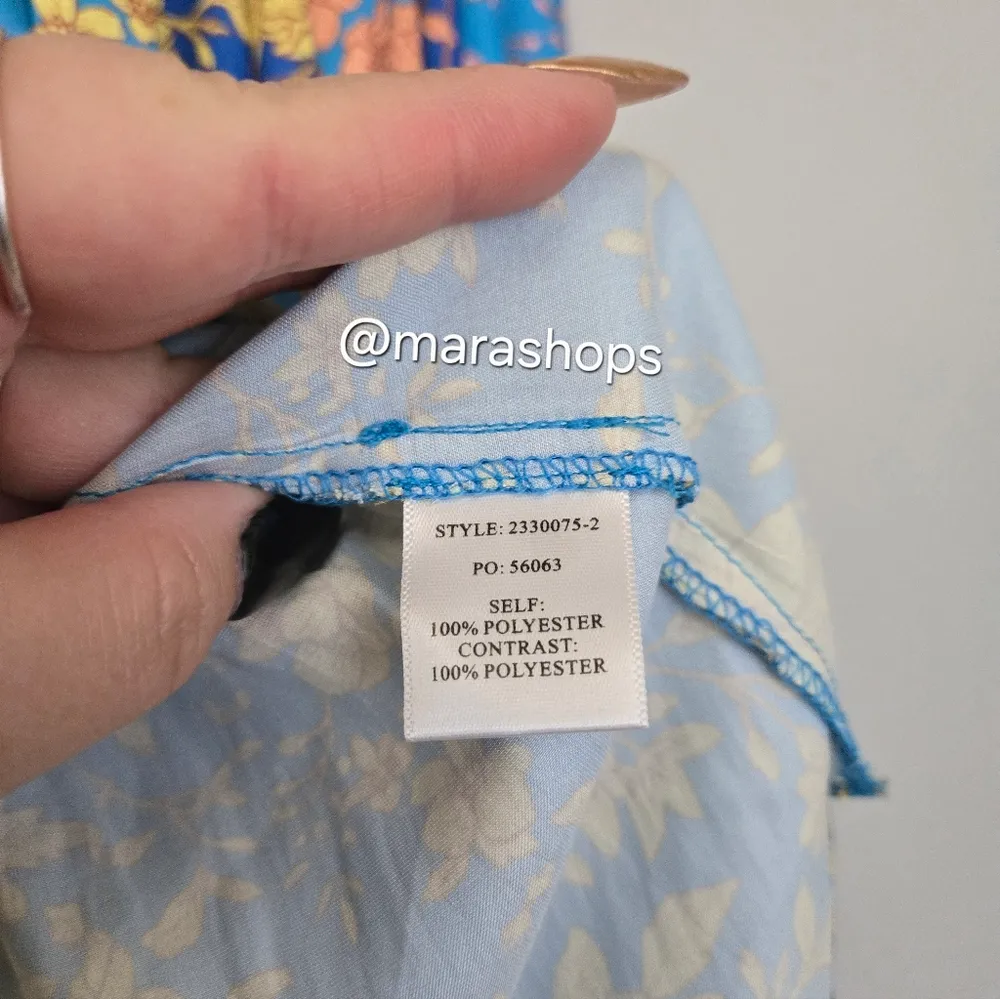 @marashops
STYLE: 2330075-2
PO: 56063
SELF:
100% POLYESTER
CONTRAST:
100% POLYESTER